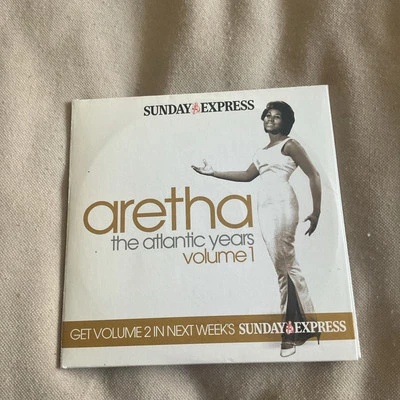 SUNDAY EXPRESS
aretha
the atlantic years
volume 1
GET VOLUME 2 IN NEXT WEEK'S SUNDAY EXPRESS